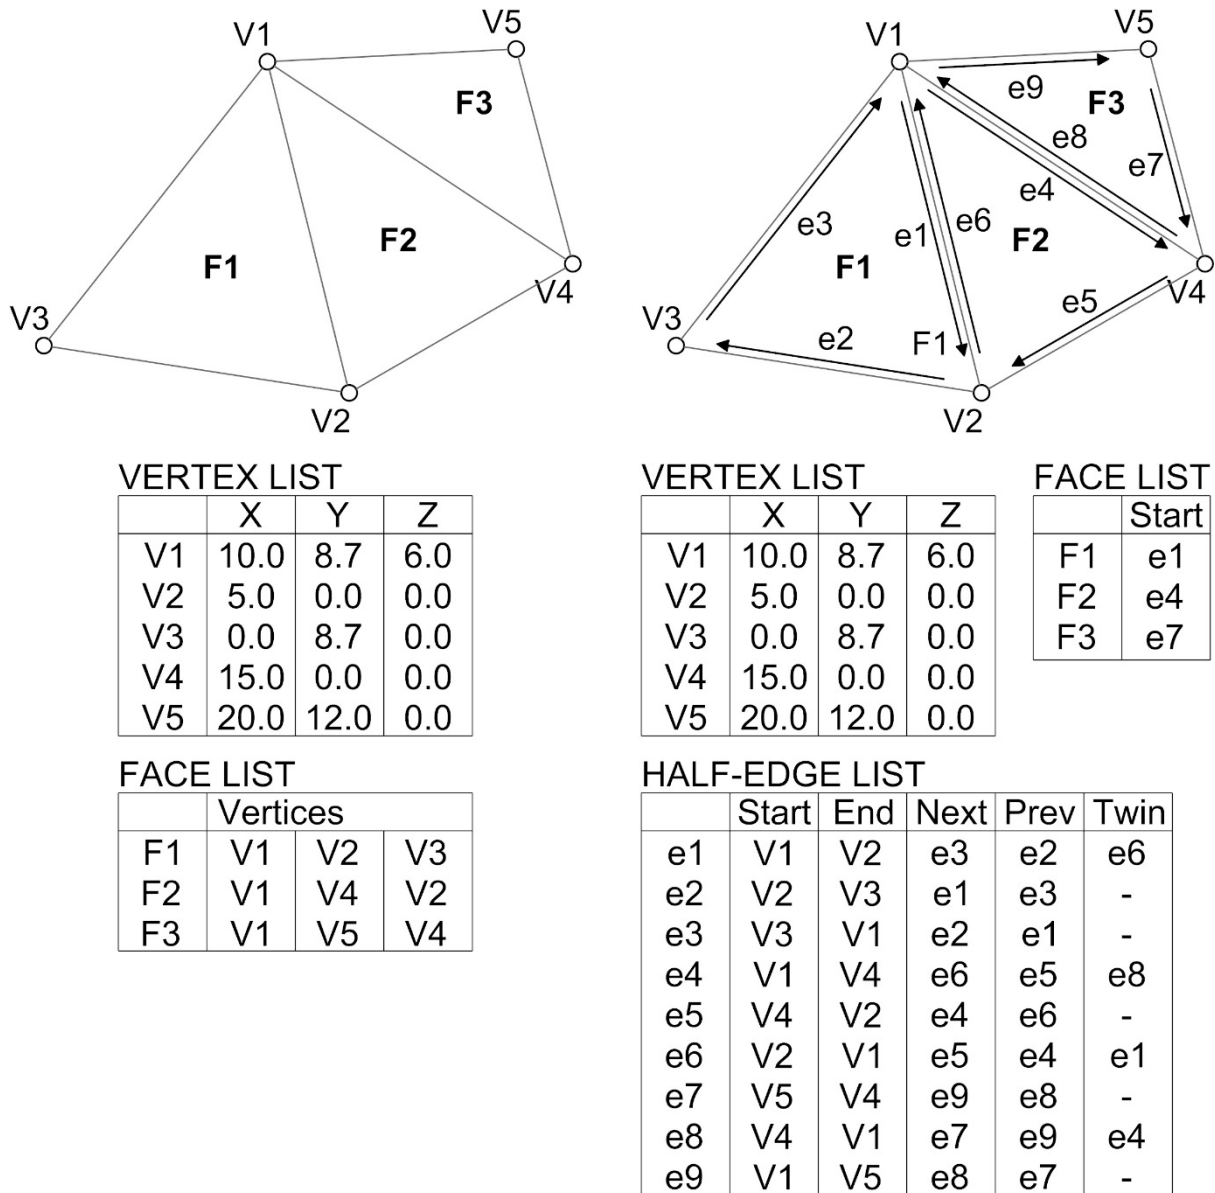 V1
V5
F3
F2
F1
V3
V4
V2
V1
V5
e9
F3
e8
e7
e4
e3
e1
e6
F2
F1
V3
V4
e5
e2
F1
V2
VERTEX LIST
X Y Z
V1 10.0 8.7 6.0
V2 5.0 0.0 0.0
V3 0.0 8.7 0.0
V4 15.0 0.0 0.0
V5 20.0 12.0 0.0
FACE LIST
Vertices
F1 V1 V2 V3
F2 V1 V4 V2
F3 V1 V5 V4
VERTEX LIST
X Y Z
V1 10.0 8.7 6.0
V2 5.0 0.0 0.0
V3 0.0 8.7 0.0
V4 15.0 0.0 0.0
V5 20.0 12.0 0.0
FACE LIST
Start
F1 e1
F2 e4
F3 e7
HALF-EDGE LIST
Start End Next Prev Twin
e1 V1 V2 e3 e2 e6
e2 V2 V3 e1 e3 -
e3 V3 V1 e2 e1 -
e4 V1 V4 e6 e5 e8
e5 V4 V2 e4 e6 -
e6 V2 V1 e5 e4 e1
e7 V5 V4 e9 e8 -
e8 V4 V1 e7 e9 e4
e9 V1 V5 e8 e7 -